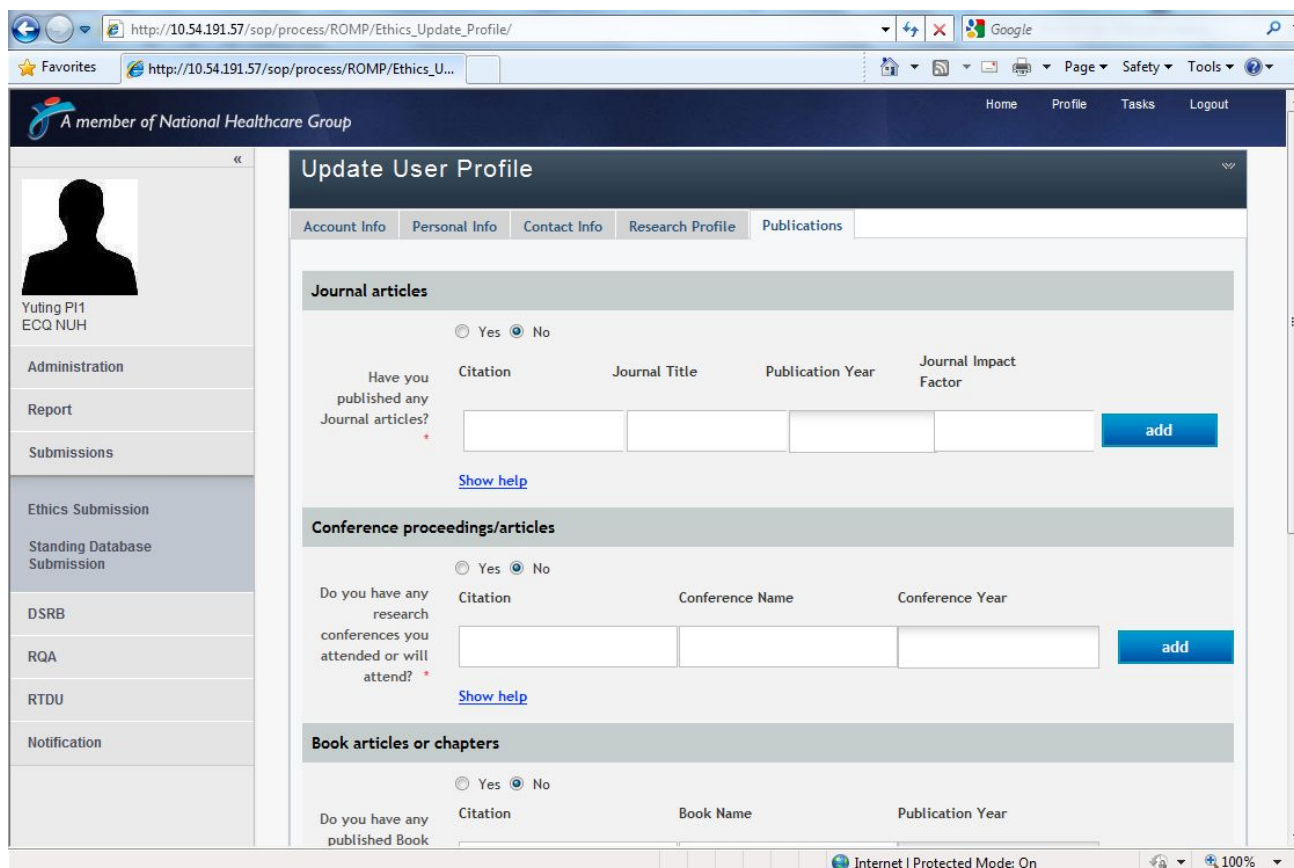 http://10.54.191.57/sop/process/ROMP/Ethics_Update_Profile/
Google
Favorites
http://10.54.191.57/sop/process/ROMP/Ethics_U...
Page
Safety
Tools
A member of National Healthcare Group
Home
Profile
Tasks
Logout
«
Yuting PI1
ECQ NUH
Administration
Report
Submissions
Ethics Submission
Standing Database
Submission
DSRB
RQA
RTDU
Notification
Update User Profile
Account Info
Personal Info
Contact Info
Research Profile
Publications
Journal articles
Yes
No
Have you
published any
Journal articles?
*
Citation
Journal Title
Publication Year
Journal Impact
Factor
add
Show help
Conference proceedings/articles
Yes
No
Do you have any
research
conferences you
attended or will
attend? *
Citation
Conference Name
Conference Year
add
Show help
Book articles or chapters
Yes
No
Do you have any
published Book
Citation
Book Name
Publication Year
Internet | Protected Mode: On
100%